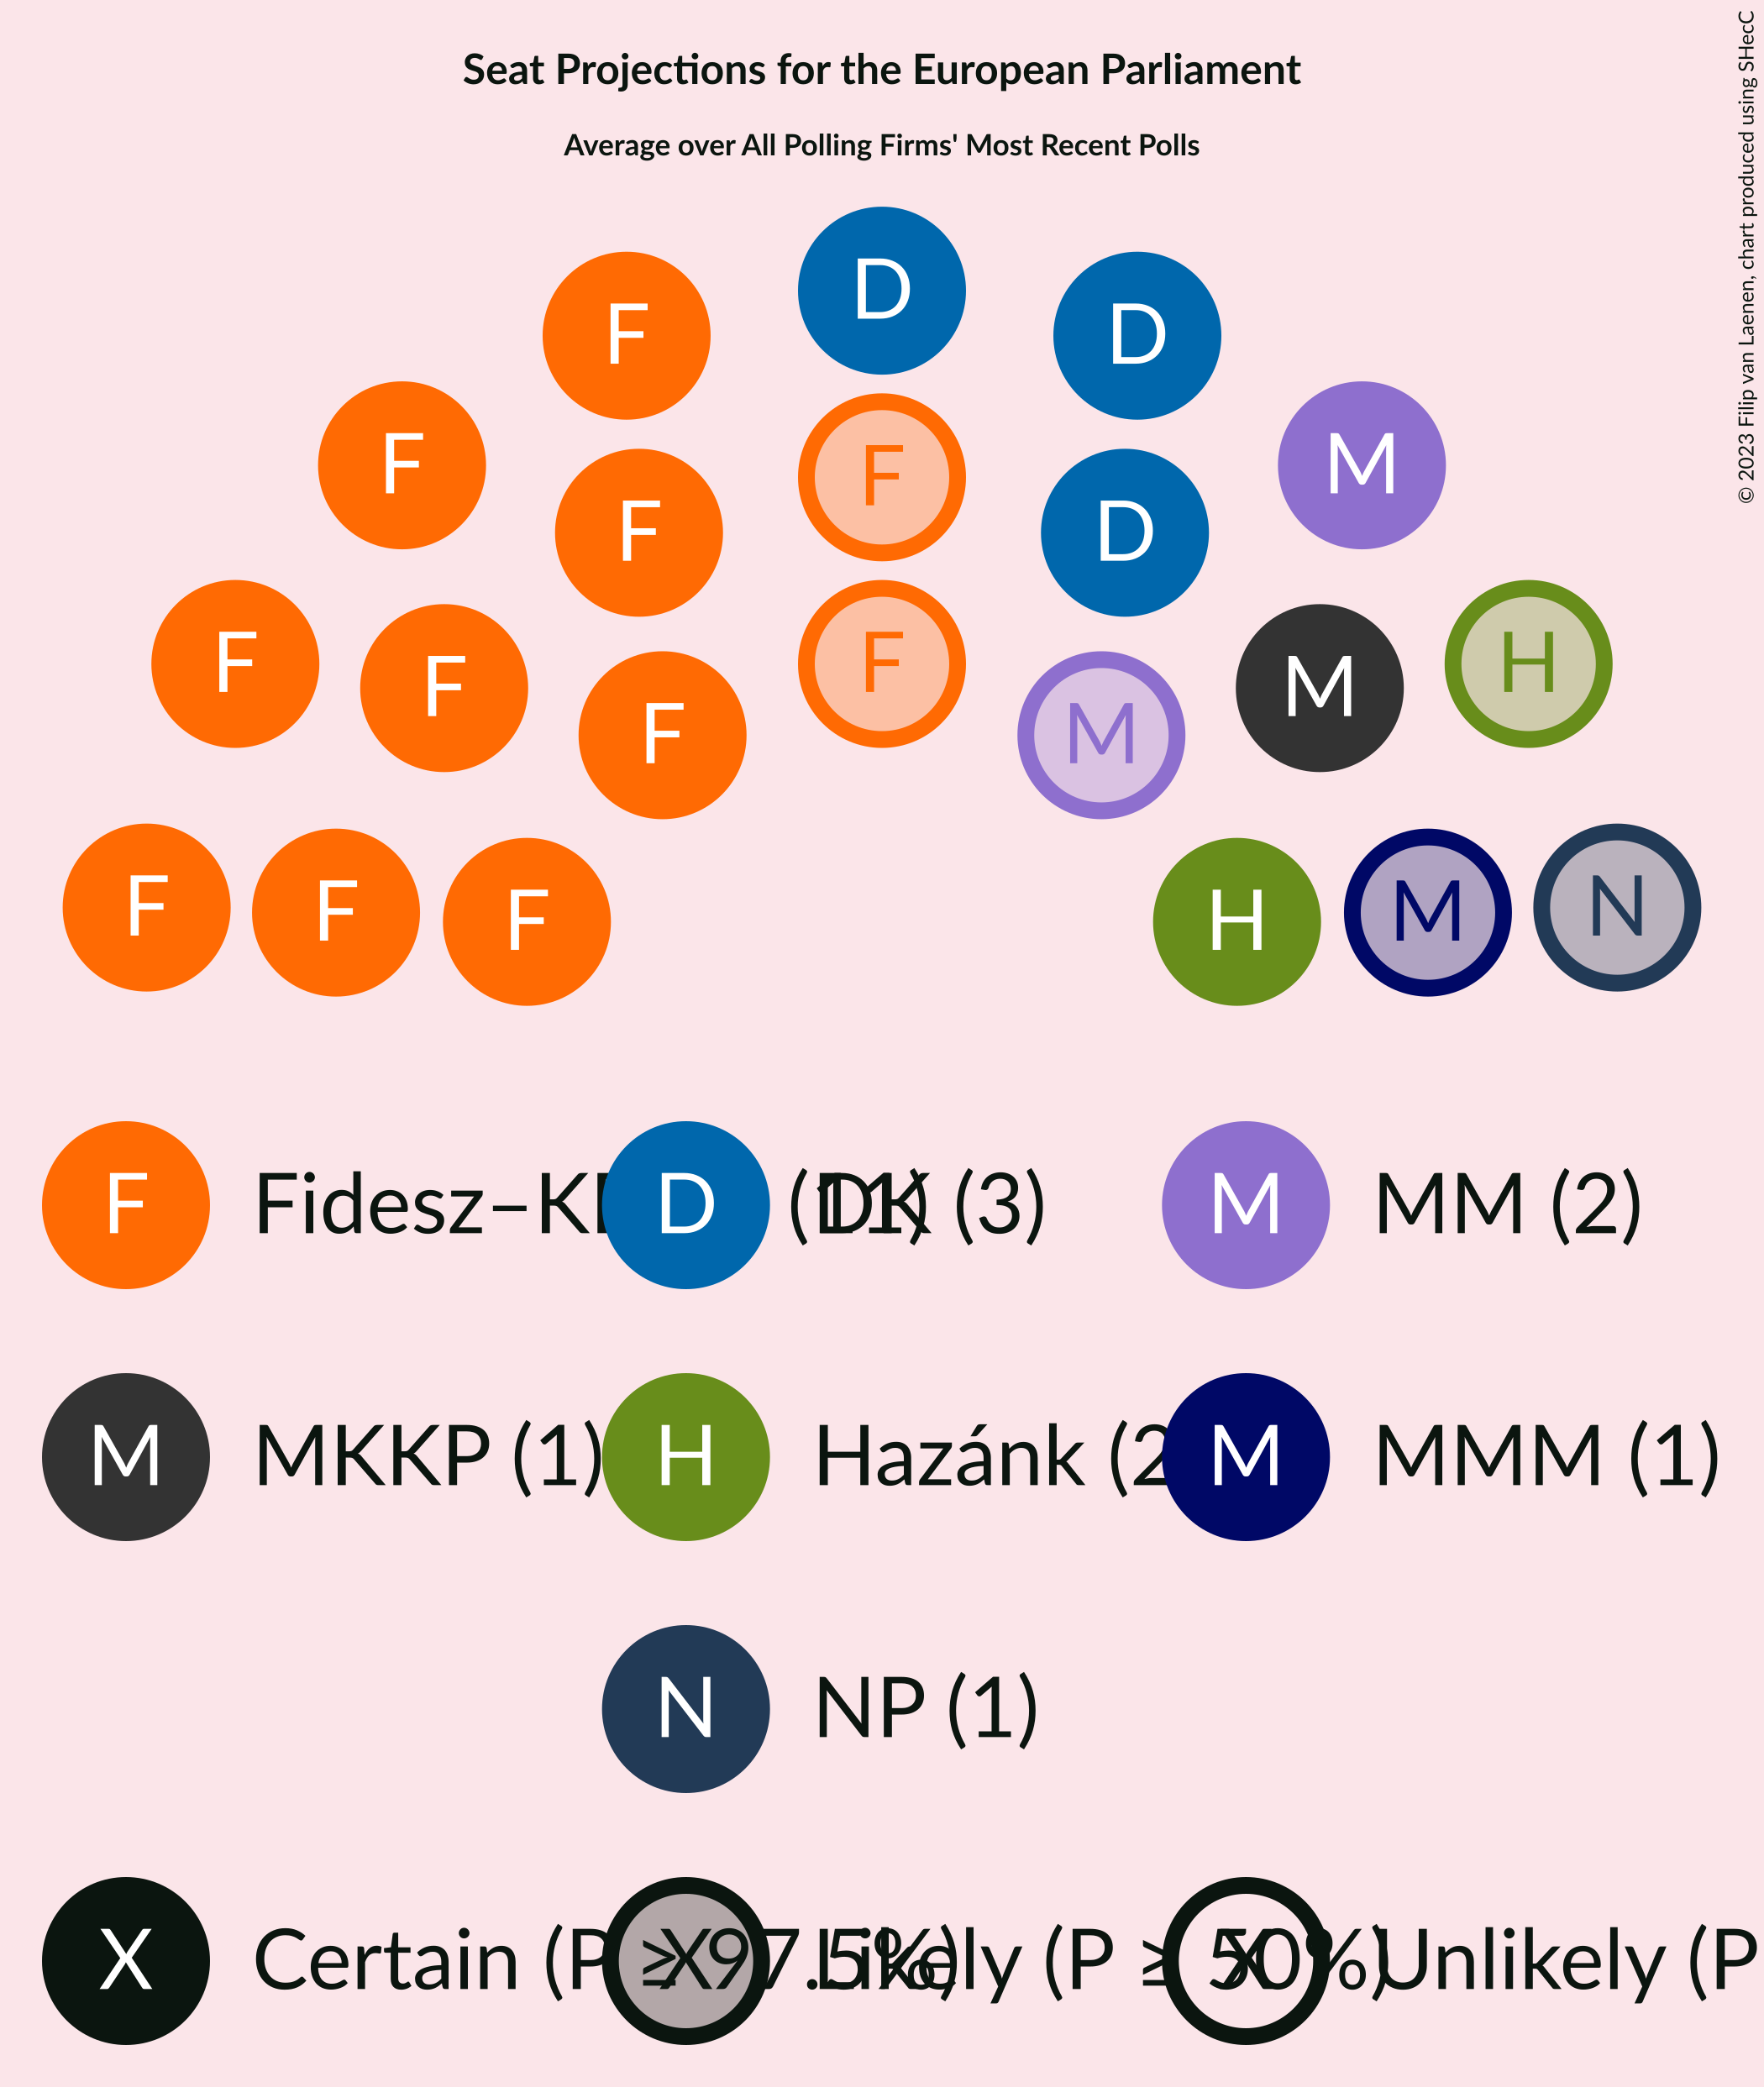 Seat Projections for the European Parliament
Average over All Polling Firms' Most Recent Polls
© 2023 Filip van Laenen, chart produced using SHecC
D
F D
F F M
F D
F F H
F M
F M
F M
F F F H M N
F Fidesz–K (11) D DK (3) M MM (2)
M MKKP (1) H Hazánk (2 M MMM (1)
N NP (1)
X Certain (P ≥ 97.5%) X Likely (P ≥ 50%) X Unlikely (P